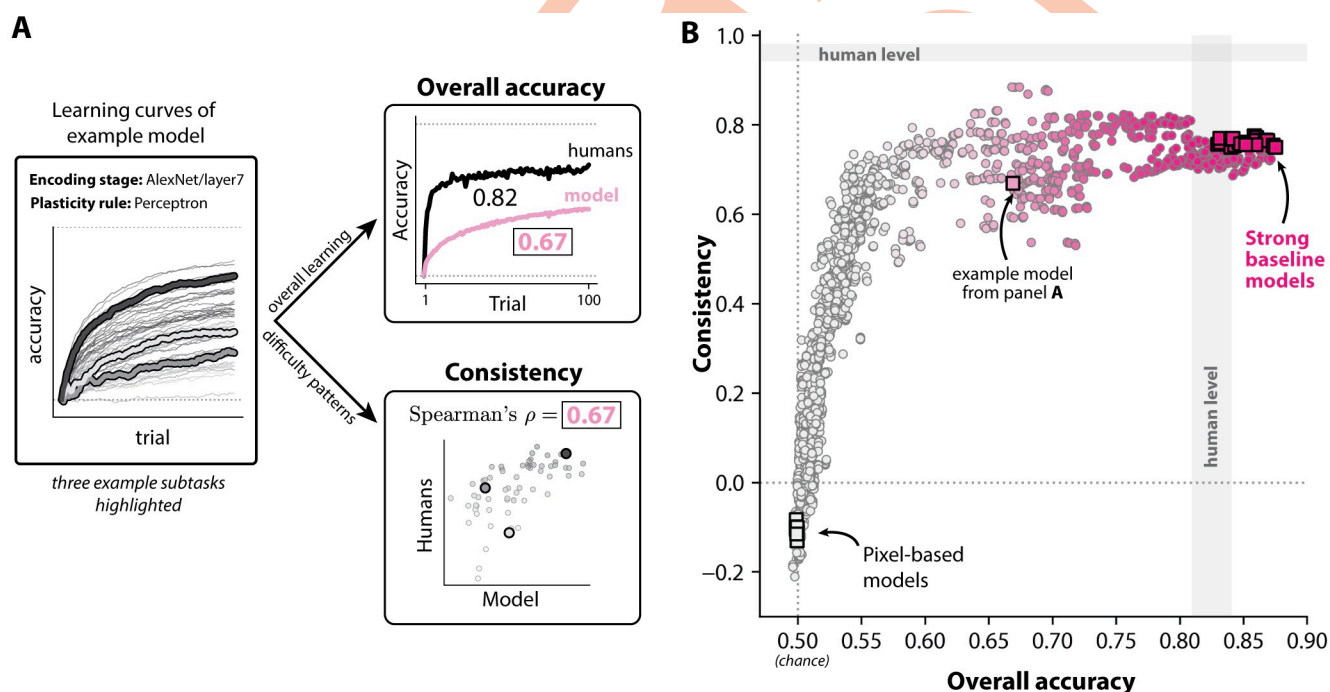 A
Learning curves of
example model
Encoding stage: AlexNet/layer7
Plasticity rule: Perceptron
accuracy
trial
three example subtasks
highlighted
overall learning
difficulty patterns
Overall accuracy
Accuracy
humans
0.82
model
0.67
1
Trial
100
Consistency
Spearman's ρ = 0.67
Humans
Model
B
Consistency
1.0
0.8
0.6
0.4
0.2
0.0
−0.2
human level
human level
example model
from panel A
Strong
baseline
models
Pixel-based
models
0.50
0.55
0.60
0.65
0.70
0.75
0.80
0.85
0.90
(chance)
Overall accuracy